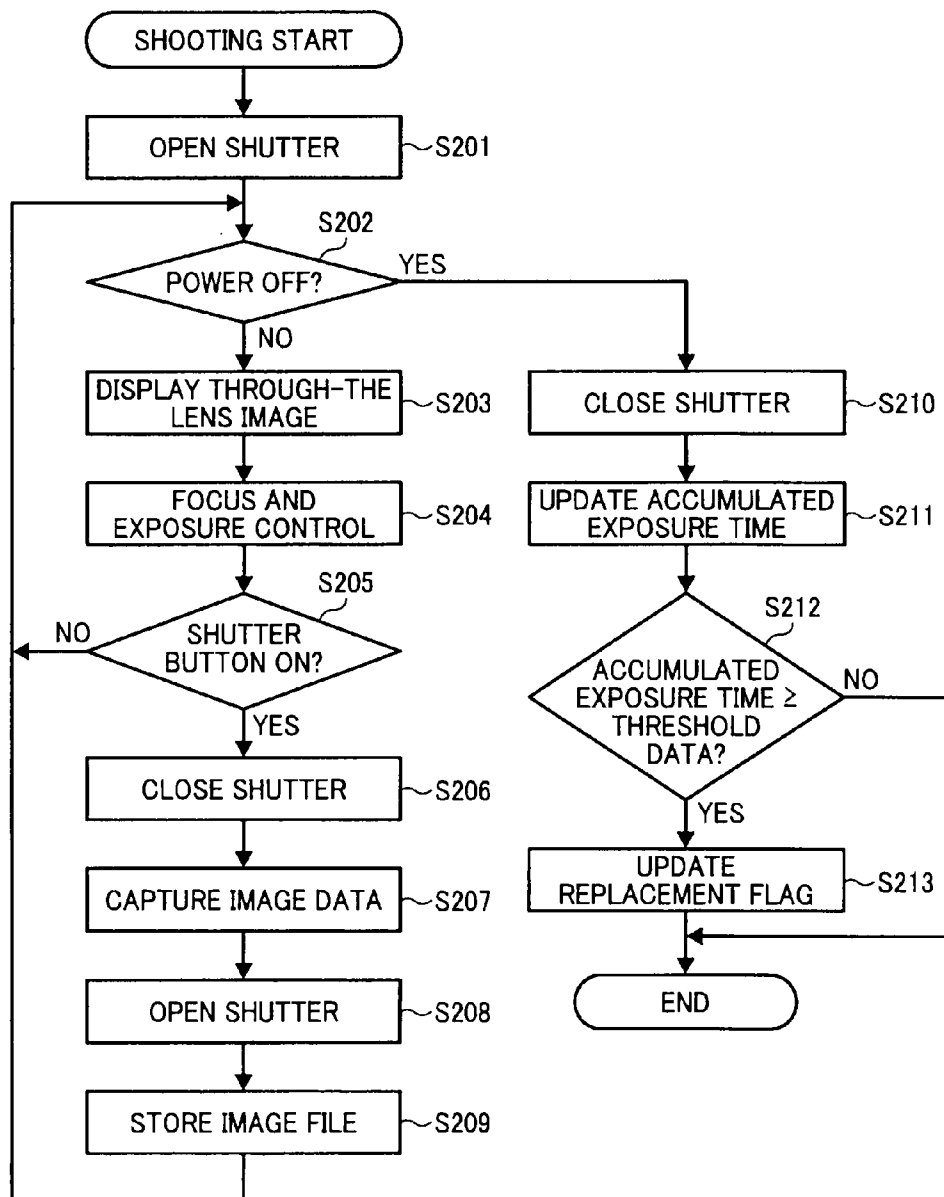 SHOOTING START
OPEN SHUTTER
S201
S202
POWER OFF?
YES
NO
DISPLAY THROUGH-THE
LENS IMAGE
S203
FOCUS AND
EXPOSURE CONTROL
S204
S205
SHUTTER
BUTTON ON?
NO
YES
CLOSE SHUTTER
S206
CAPTURE IMAGE DATA
S207
OPEN SHUTTER
S208
STORE IMAGE FILE
S209
CLOSE SHUTTER
S210
UPDATE ACCUMULATED
EXPOSURE TIME
S211
S212
ACCUMULATED
EXPOSURE TIME ≥
THRESHOLD
DATA?
NO
YES
UPDATE
REPLACEMENT FLAG
S213
END